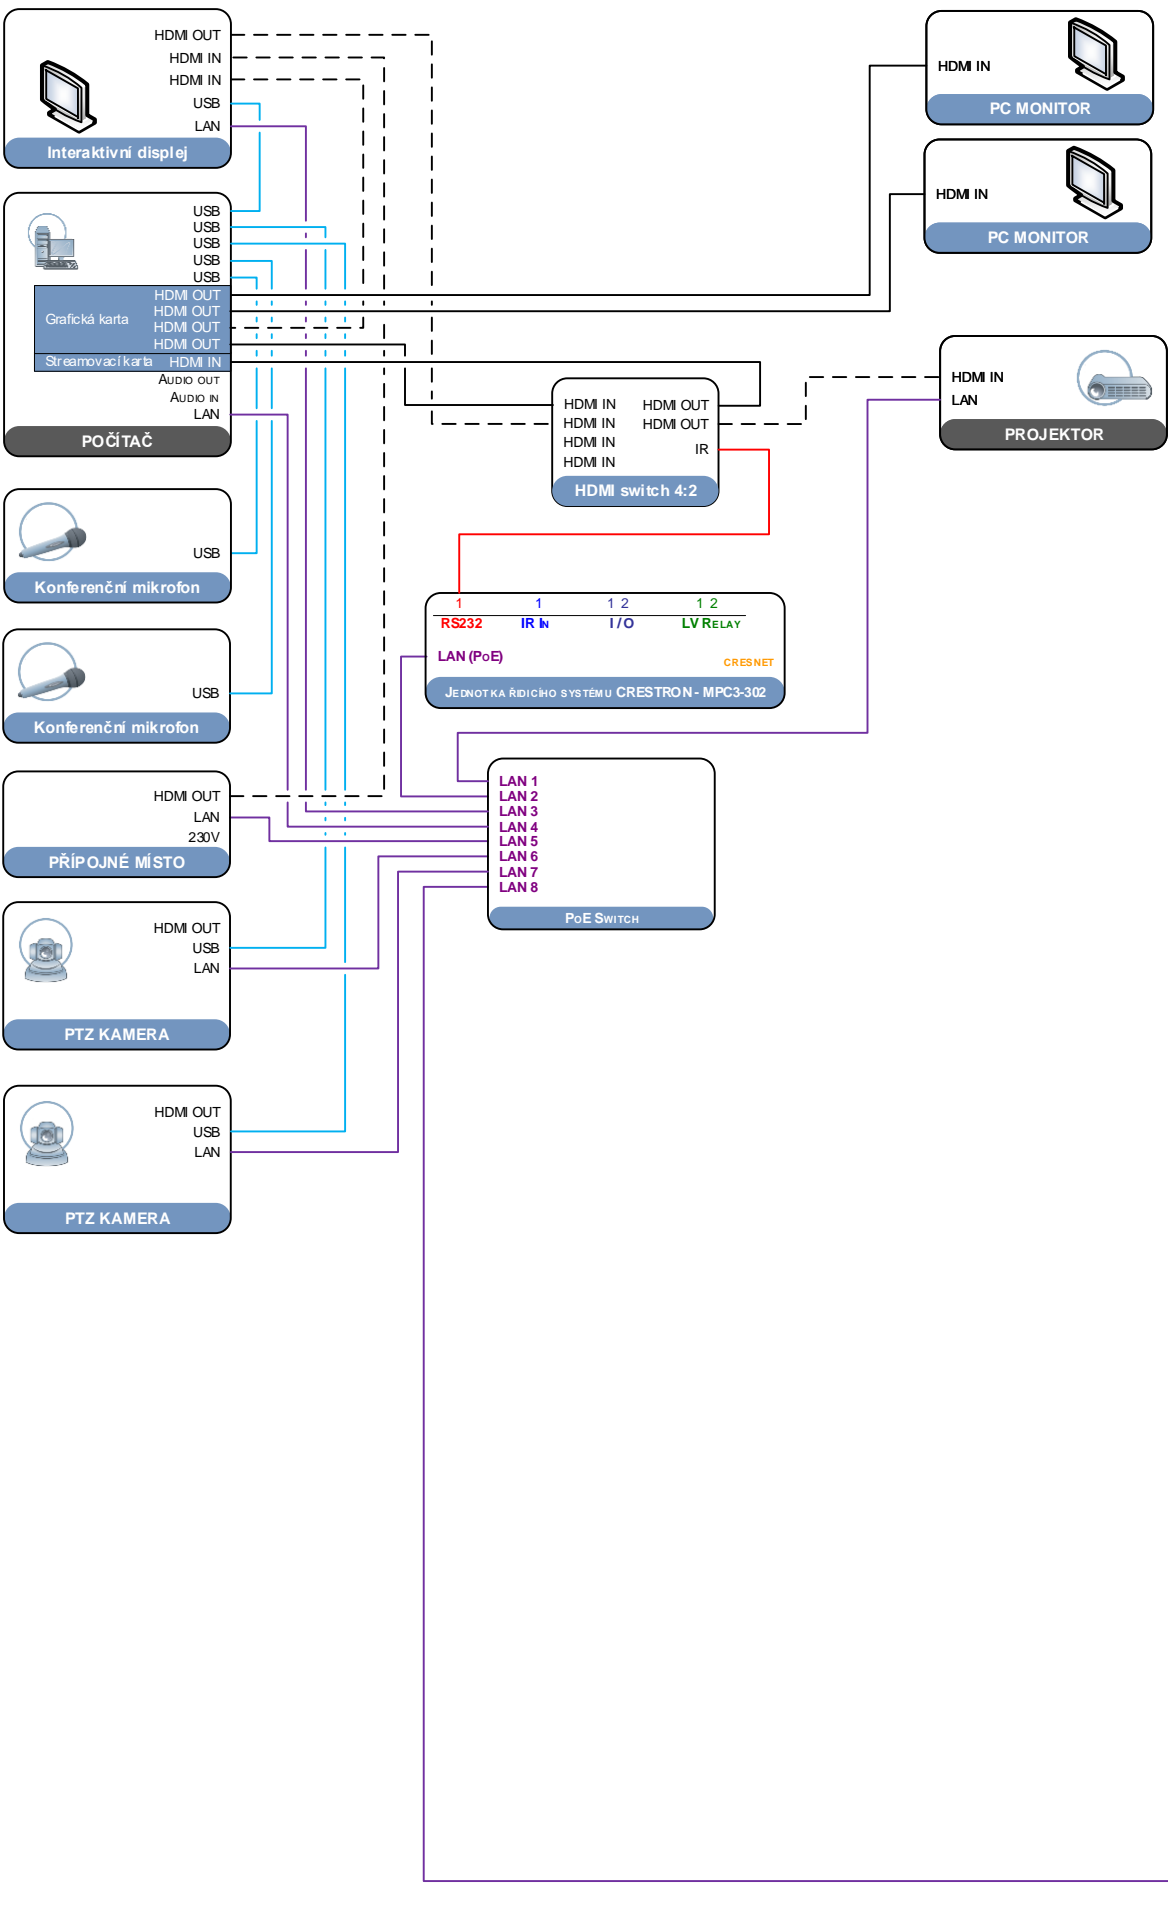 HDMI OUT
HDMI IN
HDMI IN
USB
LAN
Interaktivní displej
USB
USB
USB
USB
USB
HDMI OUT
HDMI OUT
Grafická karta
HDMI OUT
HDMI OUT
Streamovací karta HDMI IN
AUDIO OUT
AUDIO IN
LAN
POČÍTAČ
USB
Konferenční mikrofon
USB
Konferenční mikrofon
HDMI OUT
LAN
230V
PŘÍPOJNÉ MÍSTO
HDMI OUT
USB
LAN
PTZ KAMERA
HDMI OUT
USB
LAN
PTZ KAMERA
HDMI IN HDMI OUT
HDMI IN HDMI OUT
HDMI IN
HDMI IN
IR
HDMI switch 4:2
1 1 1 2 1 2
RS232 IR IN I / O LV RELAY
LAN (POE)
CRESNET
JEDNOTKA ŘIDICÍHO SYSTÉMU CRESTRON - MPC3-302
LAN 1
LAN 2
LAN 3
LAN 4
LAN 5
LAN 6
LAN 7
LAN 8
POE SWITCH
HDMI IN
PC MONITOR
HDMI IN
PC MONITOR
HDMI IN
LAN
PROJEKTOR